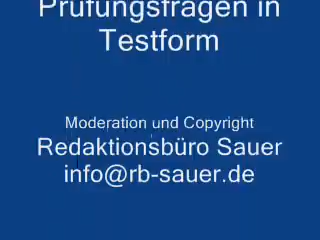 Prüfungsfragen in
Testform
Moderation und Copyright
Redaktionsbüro Sauer
info@rb-sauer.de